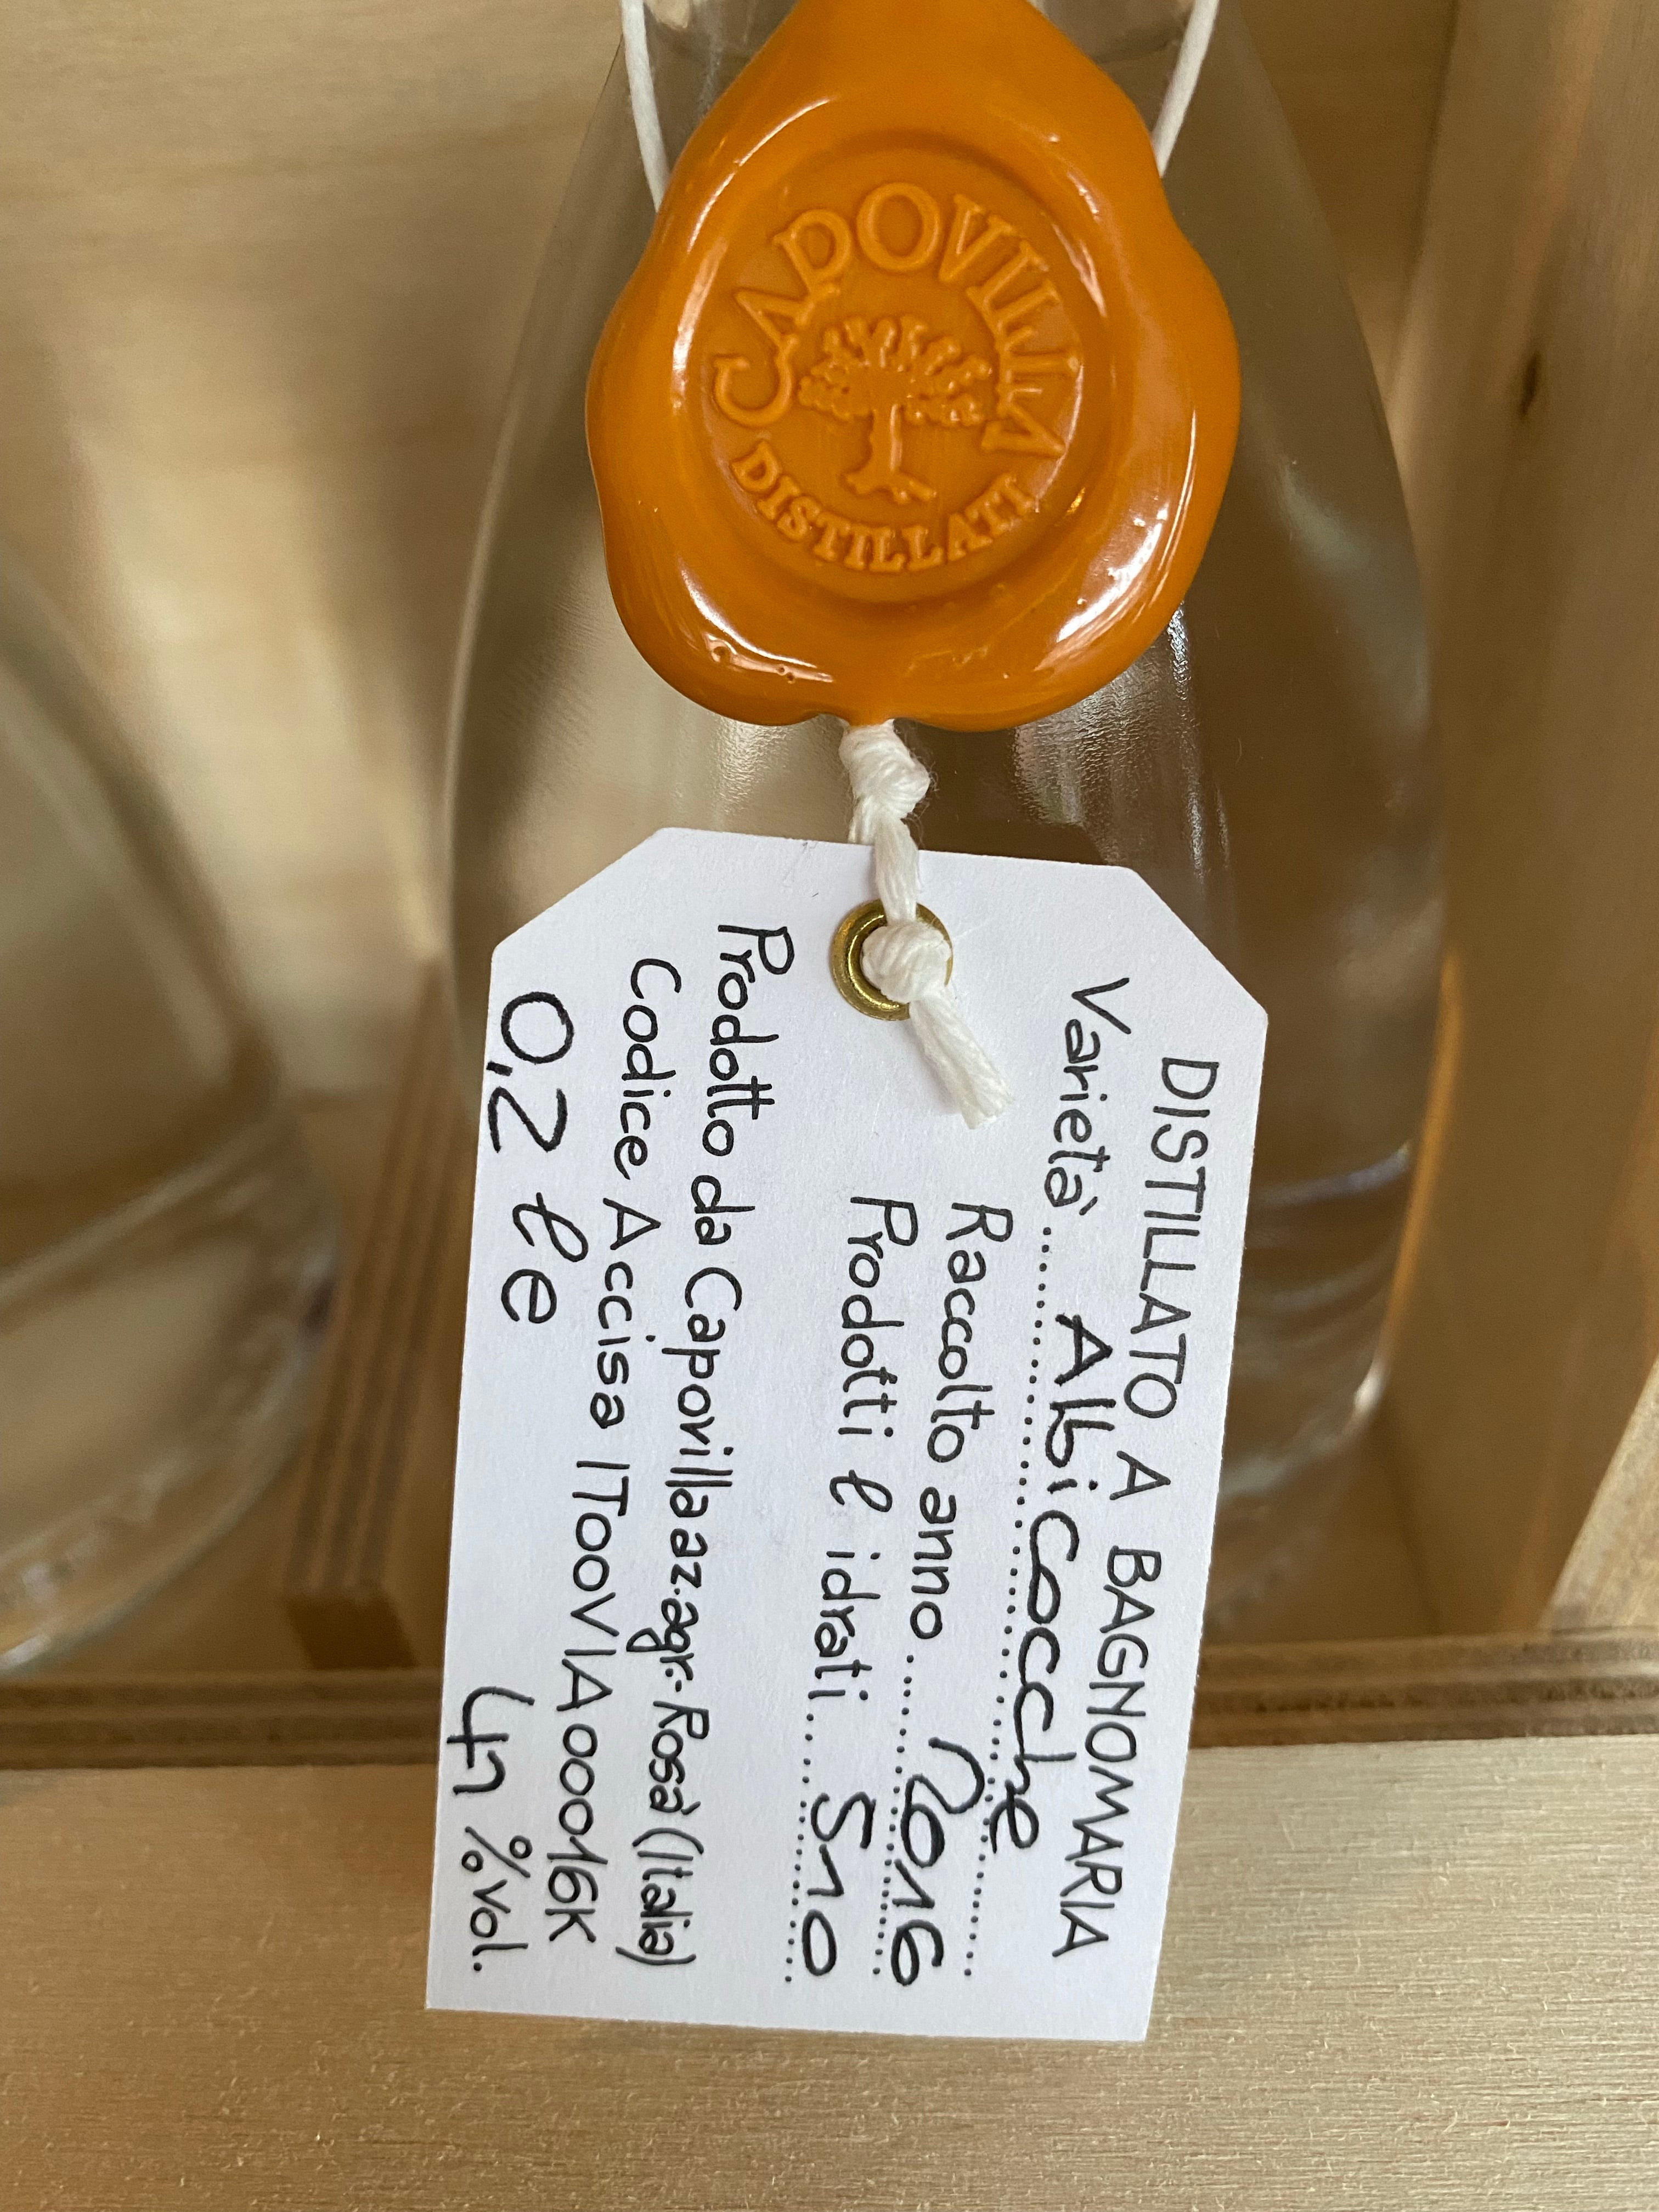 CAPOVILLA
DISTILLATI
DISTILLATO A BAGNOMARIA
Varietà ........ Albicocche ........
Raccolto anno ........ 2016
Prodotti ℓ idrati ........ 510
Prodotto da Capovilla az.agr.-Rosà (Italia)
Codice Accisa IT00VIA00016K
0,2 ℓ e 41 %vol.